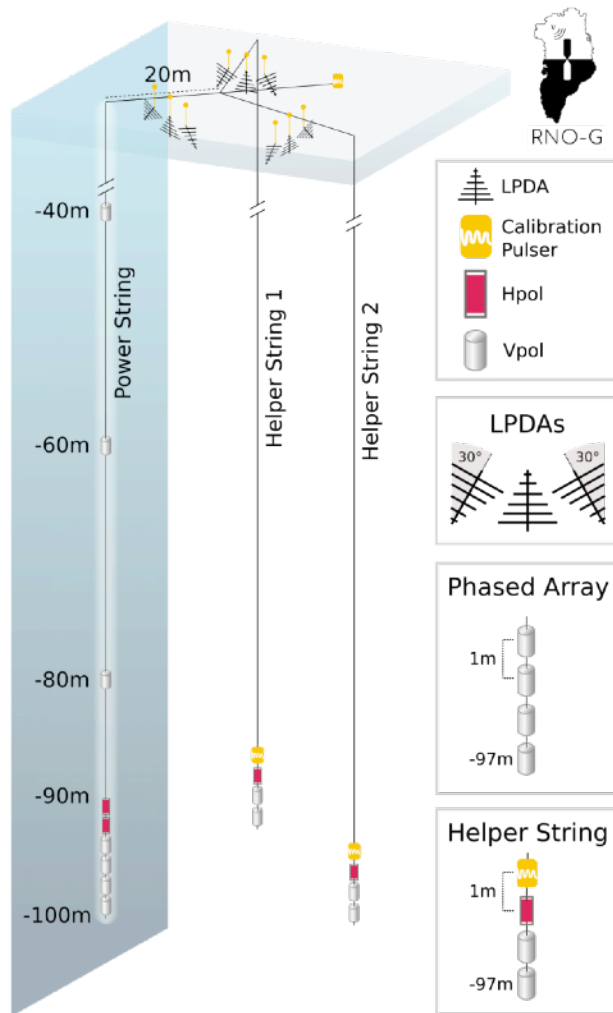 20m
RNO-G
-40m
-60m
-80m
-90m
-100m
Power String
Helper String 1
Helper String 2
LPDA
Calibration
Pulser
Hpol
Vpol
LPDAs
30°
30°
Phased Array
1m
-97m
Helper String
1m
-97m